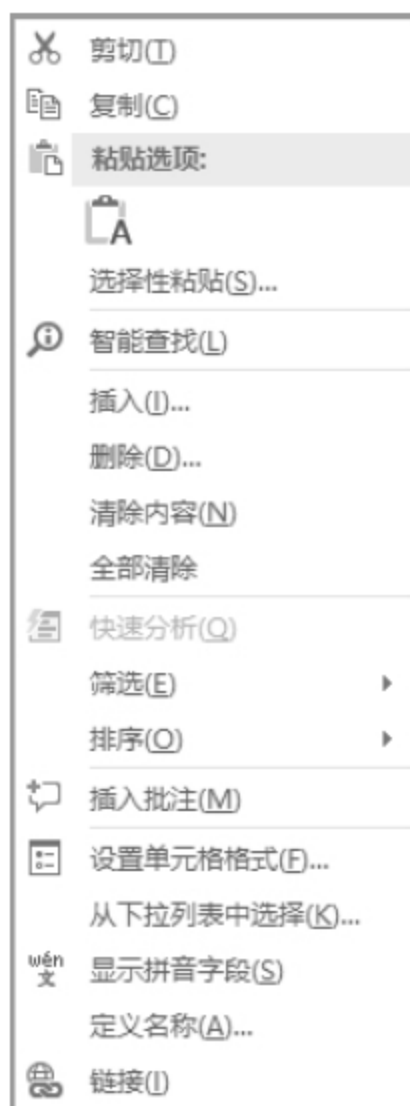 剪切(T)
复制(C)
粘贴选项:
A
选择性粘贴(S)...
智能查找(L)
插入(I)...
删除(D)...
清除内容(N)
全部清除
快速分析(Q)
筛选(E)
排序(O)
插入批注(M)
设置单元格格式(F)...
从下拉列表中选择(K)...
wén
文 显示拼音字段(S)
定义名称(A)...
链接(I)